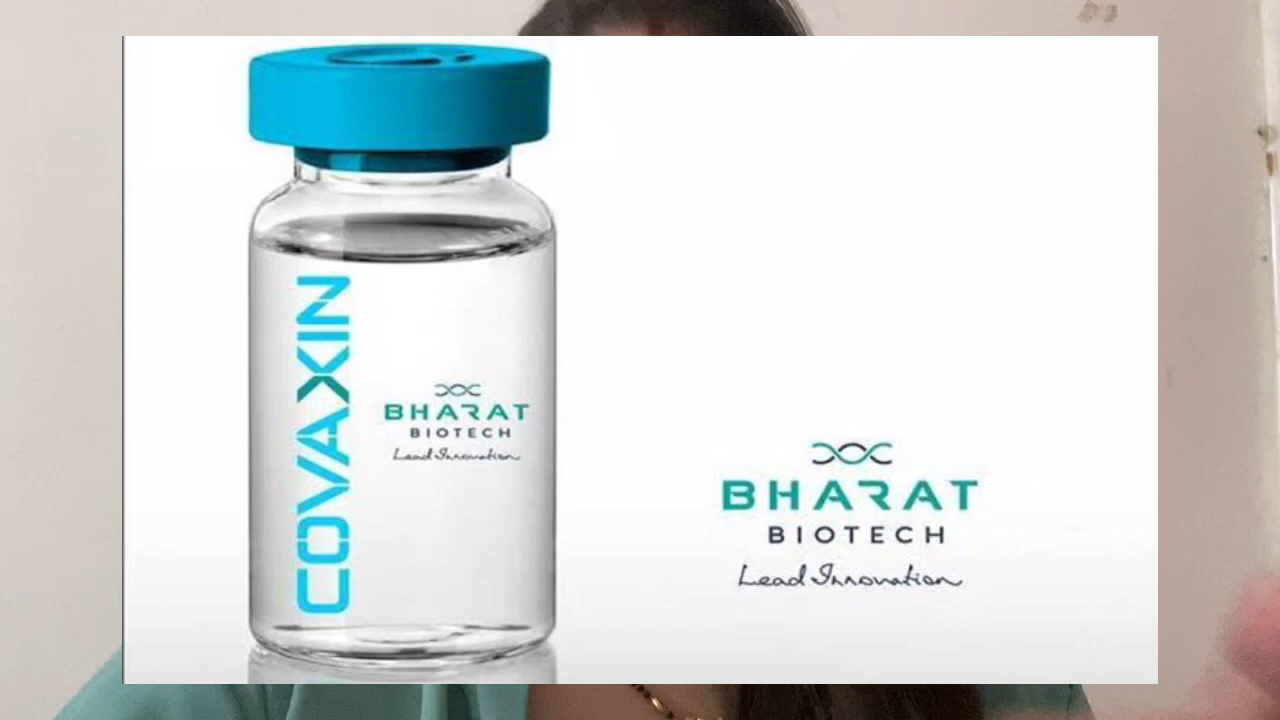 COVAXIN
BHARAT
BIOTECH
Lead Innovation
BHARAT
BIOTECH
Lead Innovation